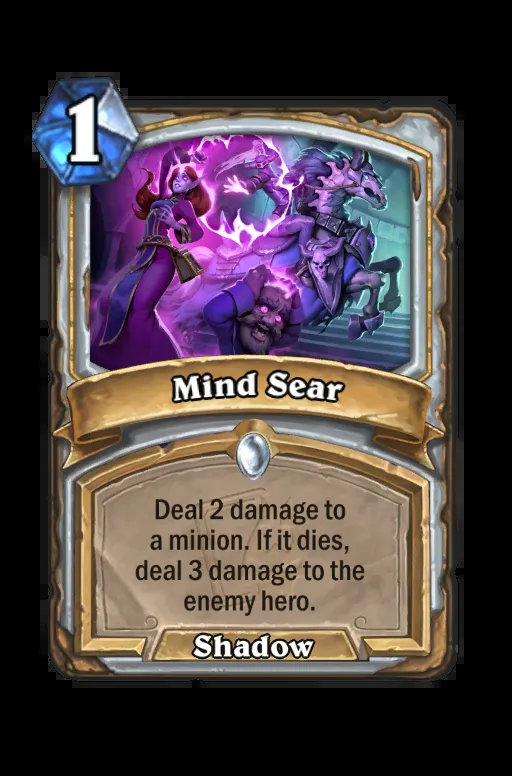 1
Mind Sear
Deal 2 damage to
a minion. If it dies,
deal 3 damage to the
enemy hero.
Shadow